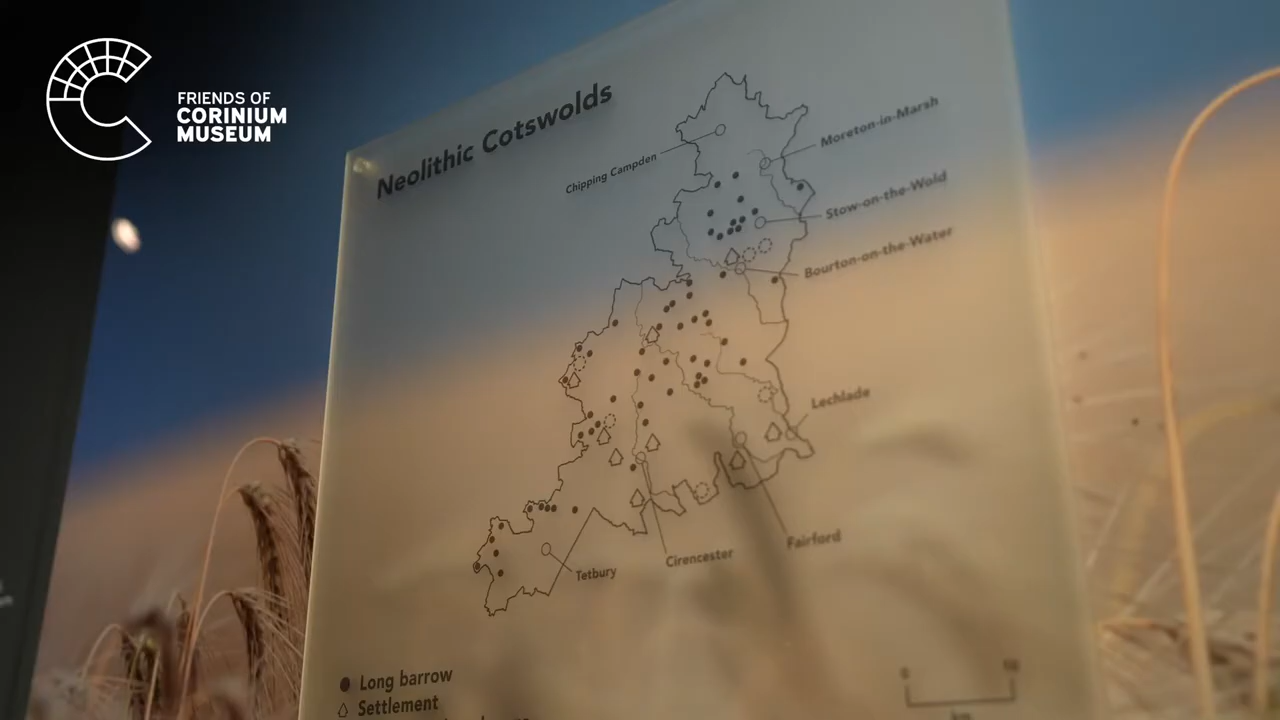 FRIENDS OF
CORINIUM
MUSEUM
Neolithic Cotswolds
Chipping Campden
Moreton-in-Marsh
Stow-on-the-Wold
Bourton-on-the-Water
Lechlade
Fairford
Cirencester
Tetbury
Long barrow
Settlement